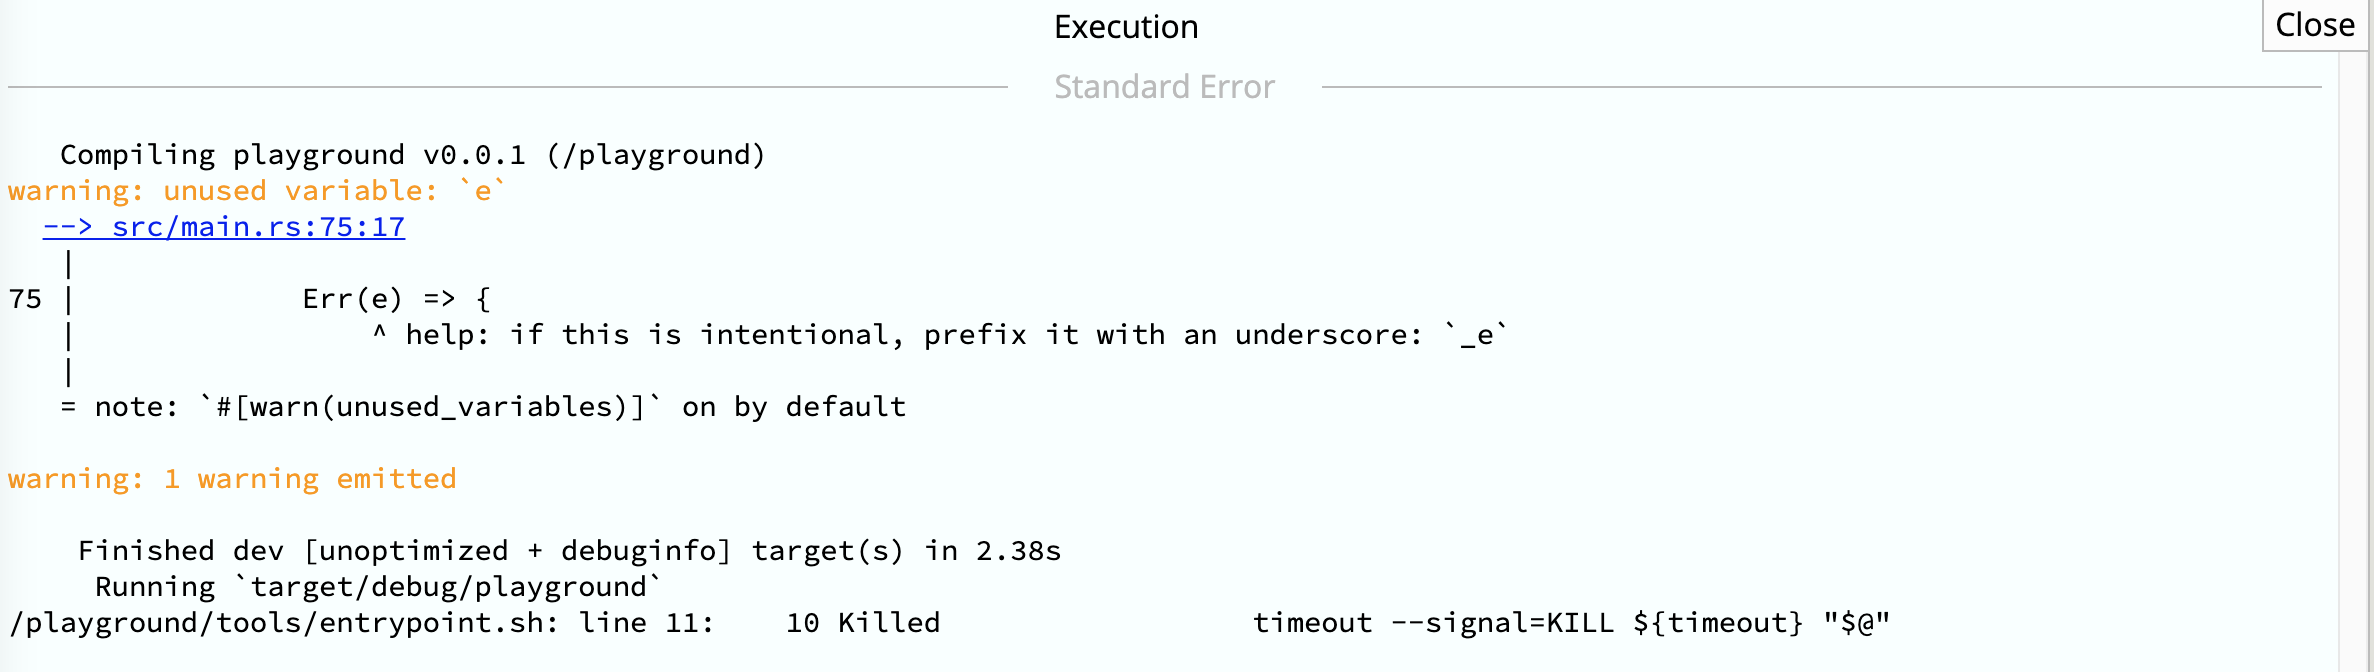 Execution
Close
Standard Error
   Compiling playground v0.0.1 (/playground)
warning: unused variable: `e`
  --> src/main.rs:75:17
   |
75 |             Err(e) => {
   |                 ^ help: if this is intentional, prefix it with an underscore: `_e`
   |
   = note: `#[warn(unused_variables)]` on by default
warning: 1 warning emitted
    Finished dev [unoptimized + debuginfo] target(s) in 2.38s
     Running `target/debug/playground`
/playground/tools/entrypoint.sh: line 11:    10 Killed                  timeout --signal=KILL ${timeout} "$@"